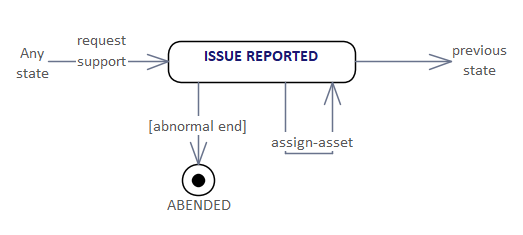 Any
state
request
support
ISSUE REPORTED
previous
state
[abnormal end]
assign-asset
ABENDED